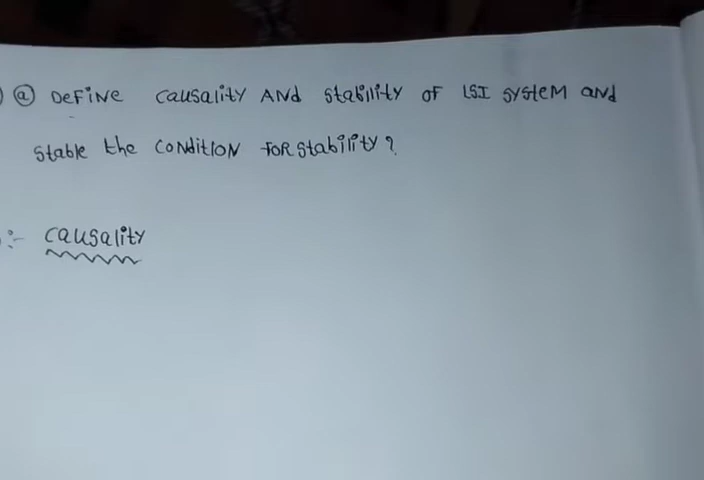 ⓐ Define causality And stability of LSI system and
stable the condition for stability?
:- causality